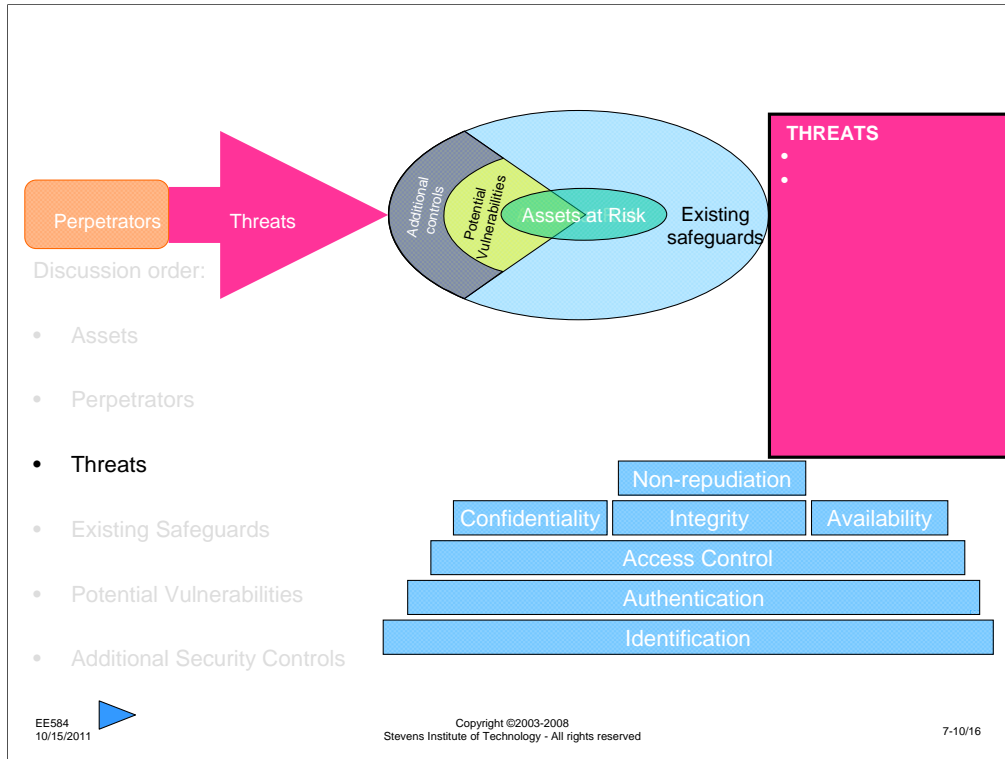 Perpetrators
Threats
Additional
controls
Potential
Vulnerabilities
Assets at Risk
Existing
safeguards
THREATS
•
•
Discussion order:
• Assets
• Perpetrators
• Threats
• Existing Safeguards
• Potential Vulnerabilities
• Additional Security Controls
Non-repudiation
Confidentiality
Integrity
Availability
Access Control
Authentication
Identification
EE584
10/15/2011
Copyright ©2003-2008
Stevens Institute of Technology - All rights reserved
7-10/16